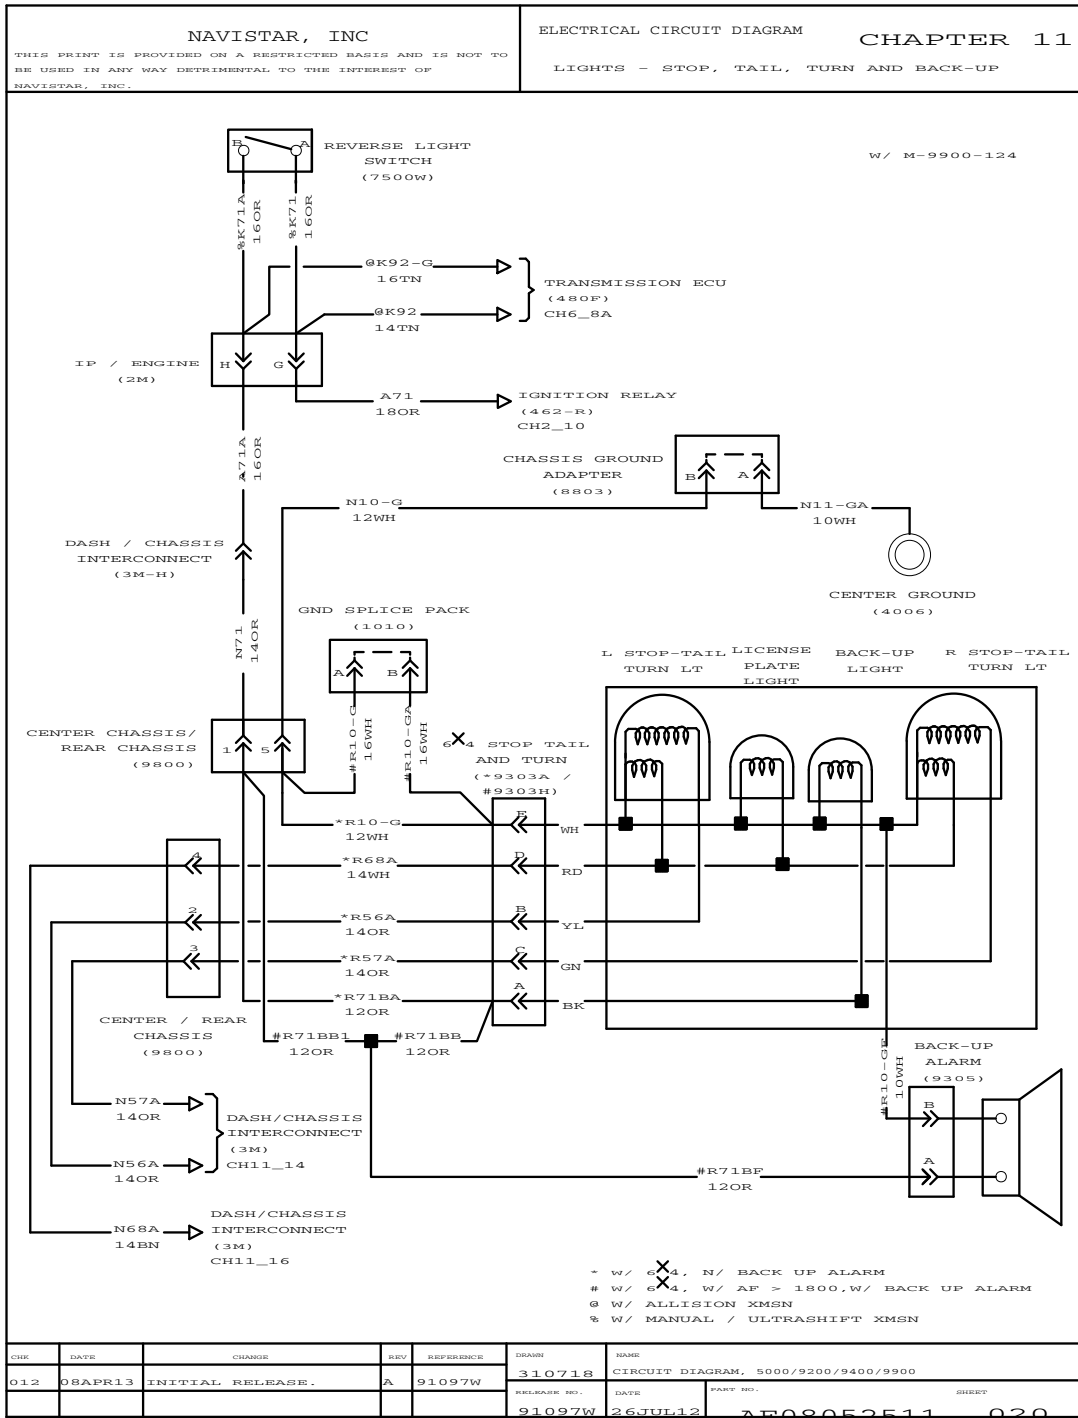 NAVISTAR, INC
THIS PRINT IS PROVIDED ON A RESTRICTED BASIS AND IS NOT TO
BE USED IN ANY WAY DETRIMENTAL TO THE INTEREST OF
NAVISTAR, INC.
ELECTRICAL CIRCUIT DIAGRAM
CHAPTER 11
LIGHTS - STOP, TAIL, TURN AND BACK-UP
W/ M-9900-124
B
A
REVERSE LIGHT
SWITCH
(7500W)
%K71A
16OR
%K71
16OR
@K92-G
16TN
@K92
14TN
TRANSMISSION ECU
(480F)
CH6_8A
IP / ENGINE
(2M)
H
G
A71
18OR
IGNITION RELAY
(462-R)
CH2_10
A71A
16OR
CHASSIS GROUND
ADAPTER
(8803)
B
A
N10-G
12WH
N11-GA
10WH
CENTER GROUND
(4006)
DASH / CHASSIS
INTERCONNECT
(3M-H)
N71
14OR
GND SPLICE PACK
(1010)
A
B
#R10-G
16WH
#R10-GA
16WH
CENTER CHASSIS/
REAR CHASSIS
(9800)
1
5
L STOP-TAIL
TURN LT
LICENSE
PLATE
LIGHT
BACK-UP
LIGHT
R STOP-TAIL
TURN LT
6X4 STOP TAIL
AND TURN
(*9303A /
#9303H)
*R10-G
12WH
E
WH
4
*R68A
14WH
D
RD
2
*R56A
14OR
B
YL
3
*R57A
14OR
C
GN
*R71BA
12OR
A
BK
CENTER / REAR
CHASSIS
(9800)
#R71BB1
12OR
#R71BB
12OR
#R10-GF
10WH
BACK-UP
ALARM
(9305)
B
A
N57A
14OR
N56A
14OR
DASH/CHASSIS
INTERCONNECT
(3M)
CH11_14
#R71BF
12OR
N68A
14BN
DASH/CHASSIS
INTERCONNECT
(3M)
CH11_16
* W/ 6X4, N/ BACK UP ALARM
# W/ 6X4, W/ AF > 1800,W/ BACK UP ALARM
@ W/ ALLISION XMSN
% W/ MANUAL / ULTRASHIFT XMSN
CHK DATE CHANGE REV REFERENCE
012 08APR13 INITIAL RELEASE. A 91097W
DRAWN
310718
NAME
CIRCUIT DIAGRAM, 5000/9200/9400/9900
RELEASE NO.
91097W
DATE
26JUL12
PART NO.
AF08052511
SHEET
020